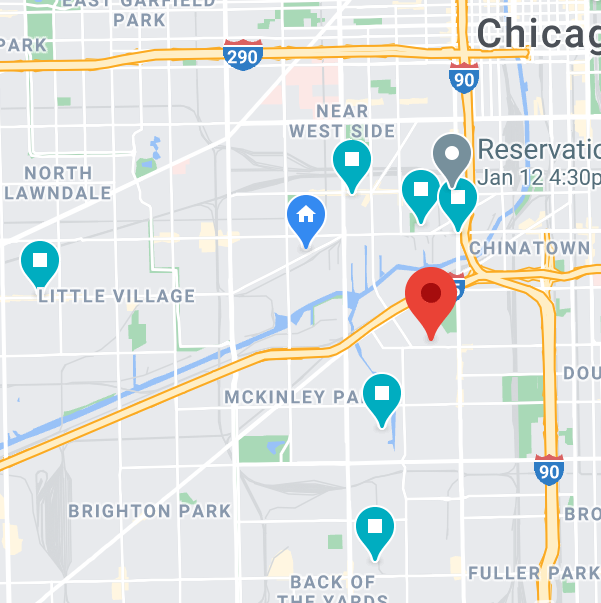 EAST GARFIELD
PARK
PARK
Chicag
290
90
NEAR
WEST SIDE
Reservatio
Jan 12 4:30p
NORTH
LAWNDALE
CHINATOWN
LITTLE VILLAGE
5
DOU
MCKINLEY PA
90
BRIGHTON PARK
BRO
FULLER PARK
BACK OF
THE YARDS